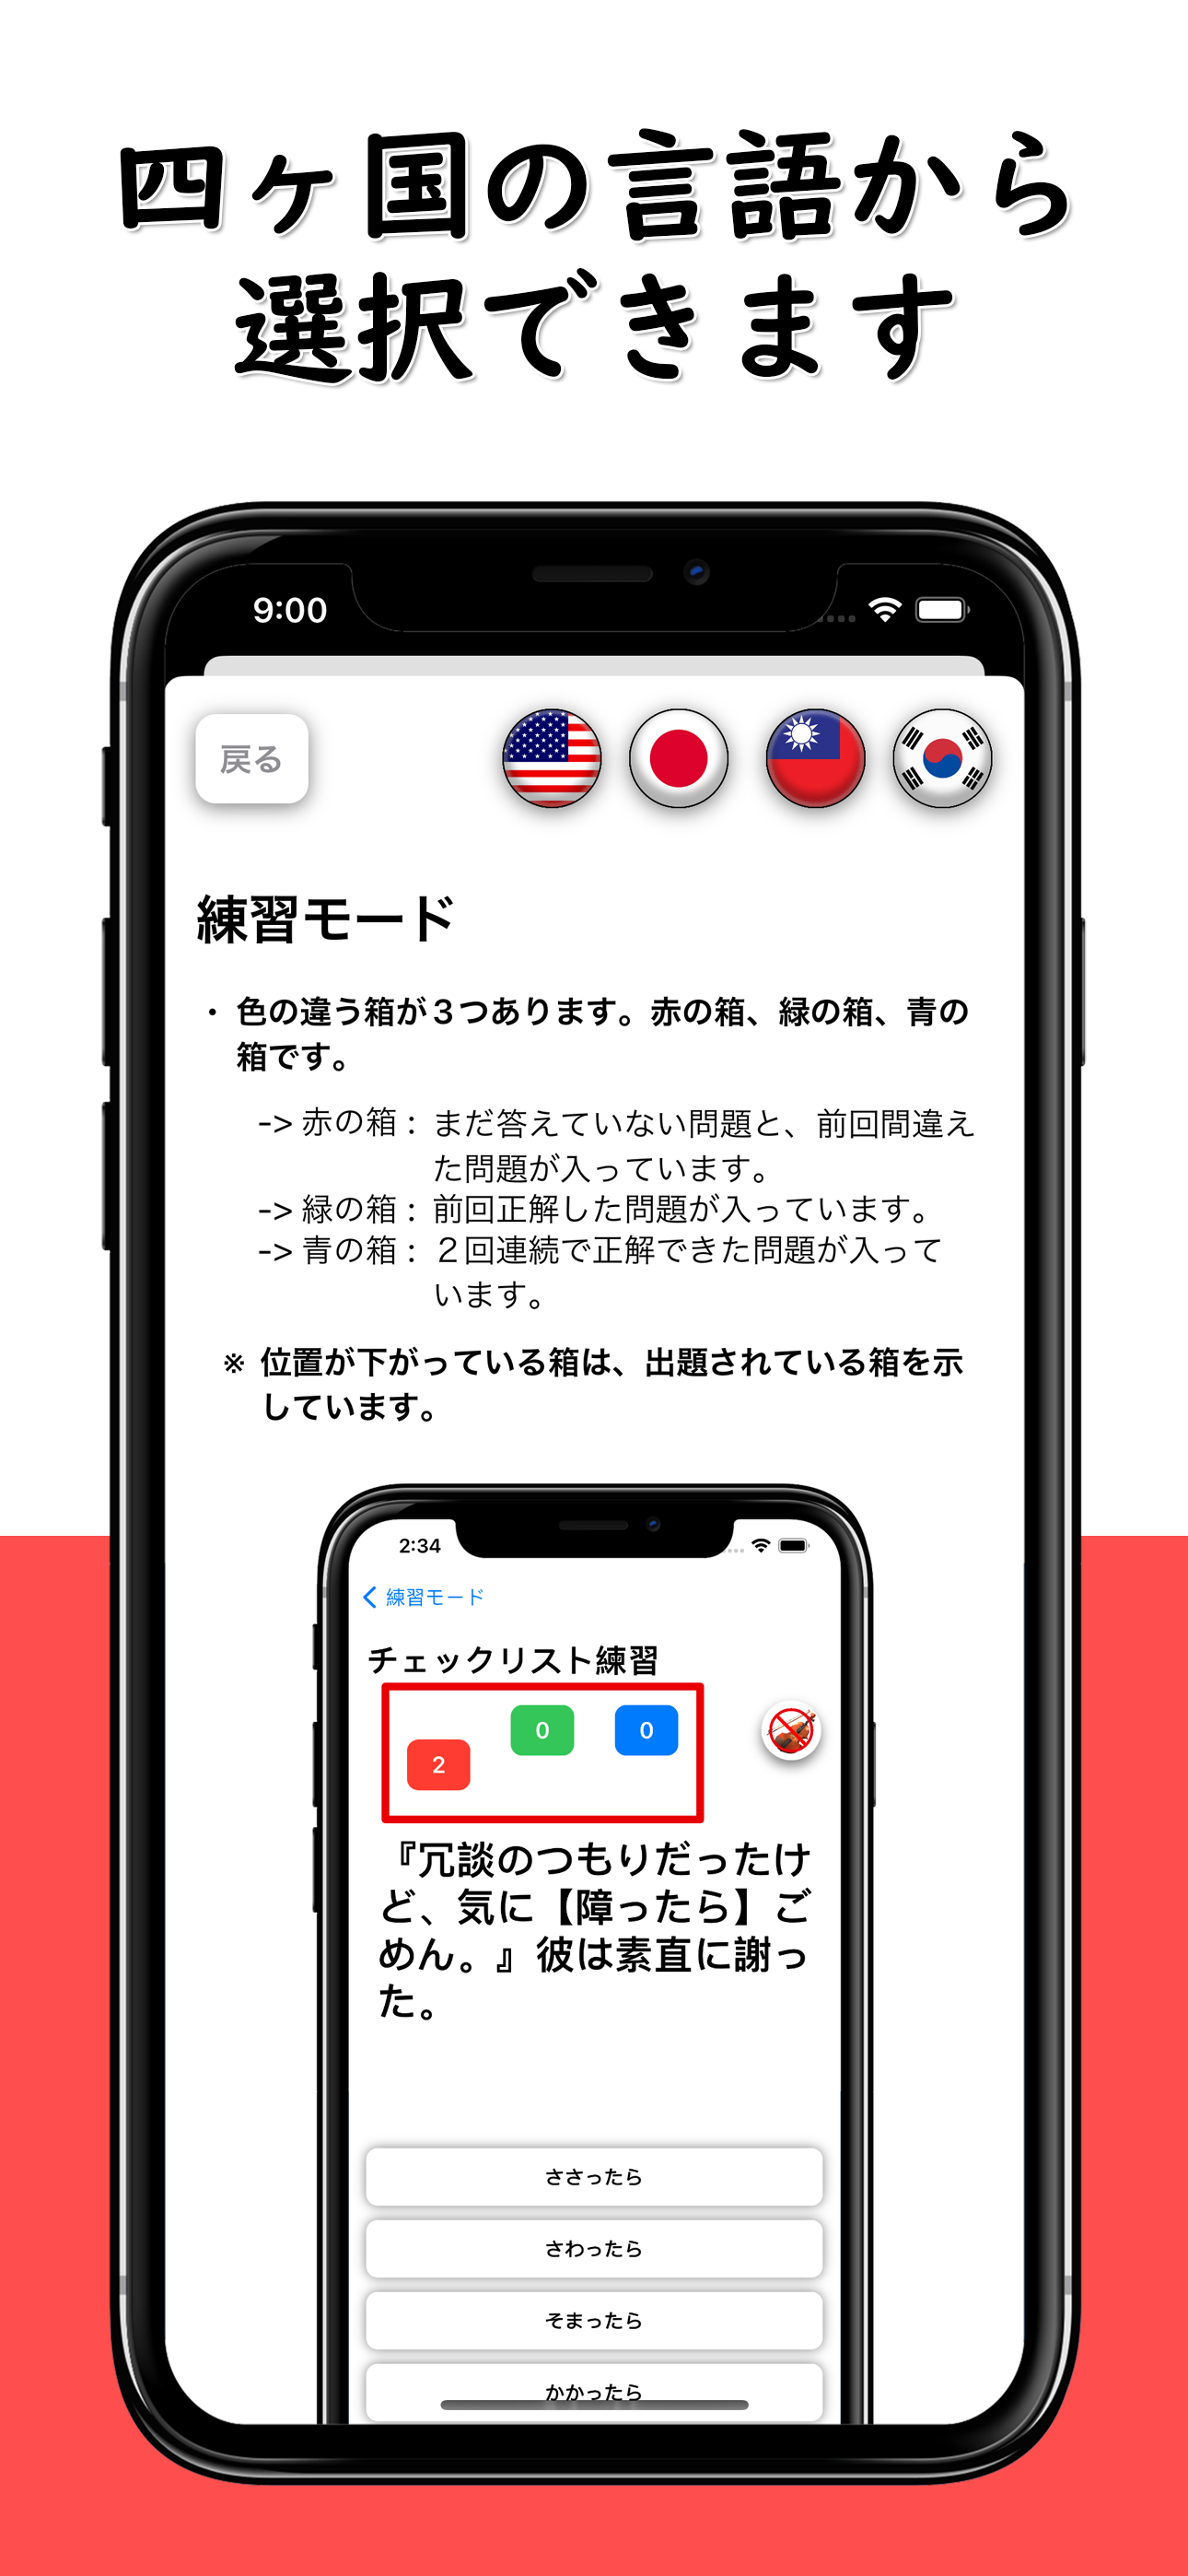 四ヶ国の言語から
選択できます
9:00
戻る
練習モード
・ 色の違う箱が３つあります。赤の箱、緑の箱、青の
箱です。
-> 赤の箱： まだ答えていない問題と、前回間違え
た問題が入っています。
-> 緑の箱： 前回正解した問題が入っています。
-> 青の箱： ２回連続で正解できた問題が入って
います。
※ 位置が下がっている箱は、出題されている箱を示
しています。
2:34
練習モード
チェックリスト練習
2 0 0
『冗談のつもりだったけ
ど、気に【障ったら】ご
めん。』彼は素直に謝っ
た。
ささったら
さわったら
そまったら
かかったら